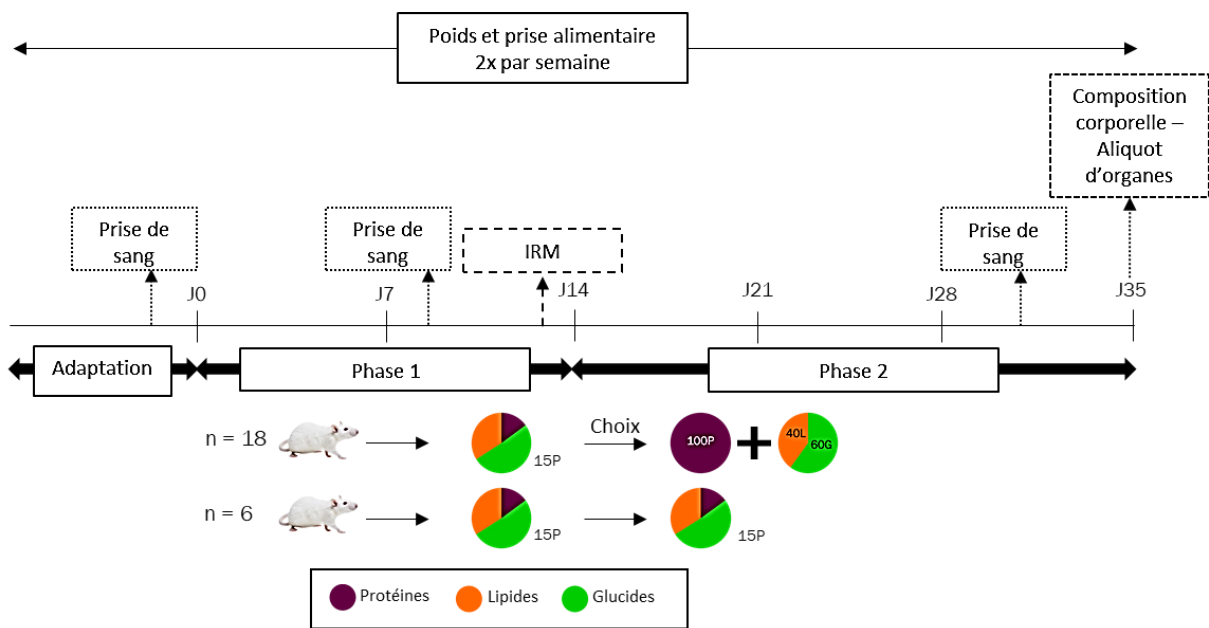 Poids et prise alimentaire
2x par semaine
Composition
corporelle –
Aliquot
d'organes
Prise de
sang
Prise de
sang
IRM
Prise de
sang
J0
J7
J14
J21
J28
J35
Adaptation
Phase 1
Phase 2
n = 18
15P
Choix
100P
40L
60G
n = 6
15P
15P
Protéines
Lipides
Glucides